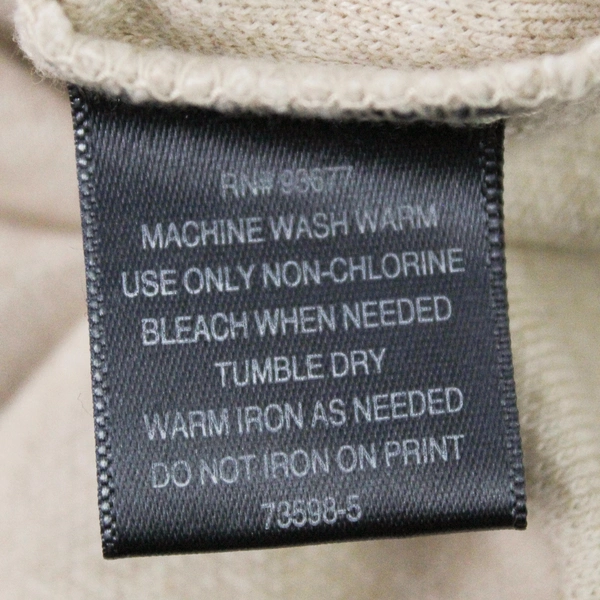 RN# 93677
MACHINE WASH WARM
USE ONLY NON-CHLORINE
BLEACH WHEN NEEDED
TUMBLE DRY
WARM IRON AS NEEDED
DO NOT IRON ON PRINT
73598-5